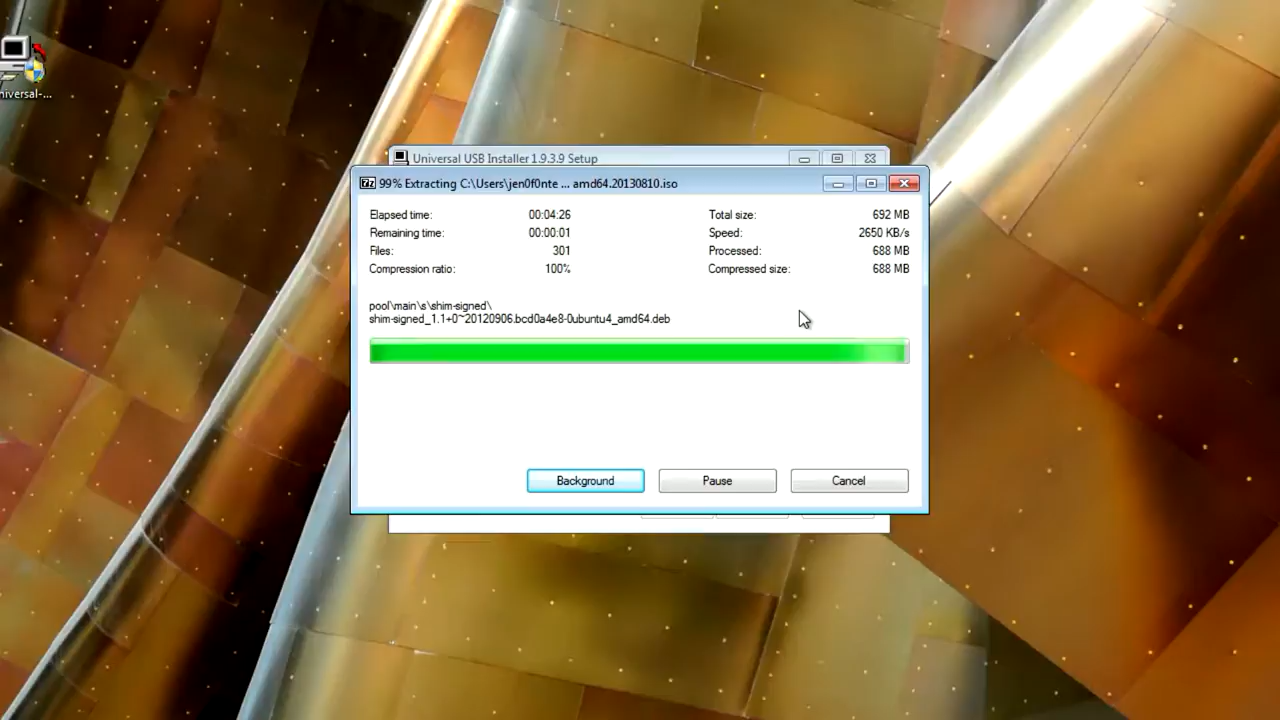 niversal-...
Universal USB Installer 1.9.3.9 Setup
7z 99% Extracting C:\Users\jen0f0nte ... amd64.20130810.iso
Elapsed time: 00:04:26 Total size: 692 MB
Remaining time: 00:00:01 Speed: 2650 KB/s
Files: 301 Processed: 688 MB
Compression ratio: 100% Compressed size: 688 MB
pool\main\s\shim-signed\
shim-signed_1.1+0~20120906.bcd0a4e8-0ubuntu4_amd64.deb
Background Pause Cancel